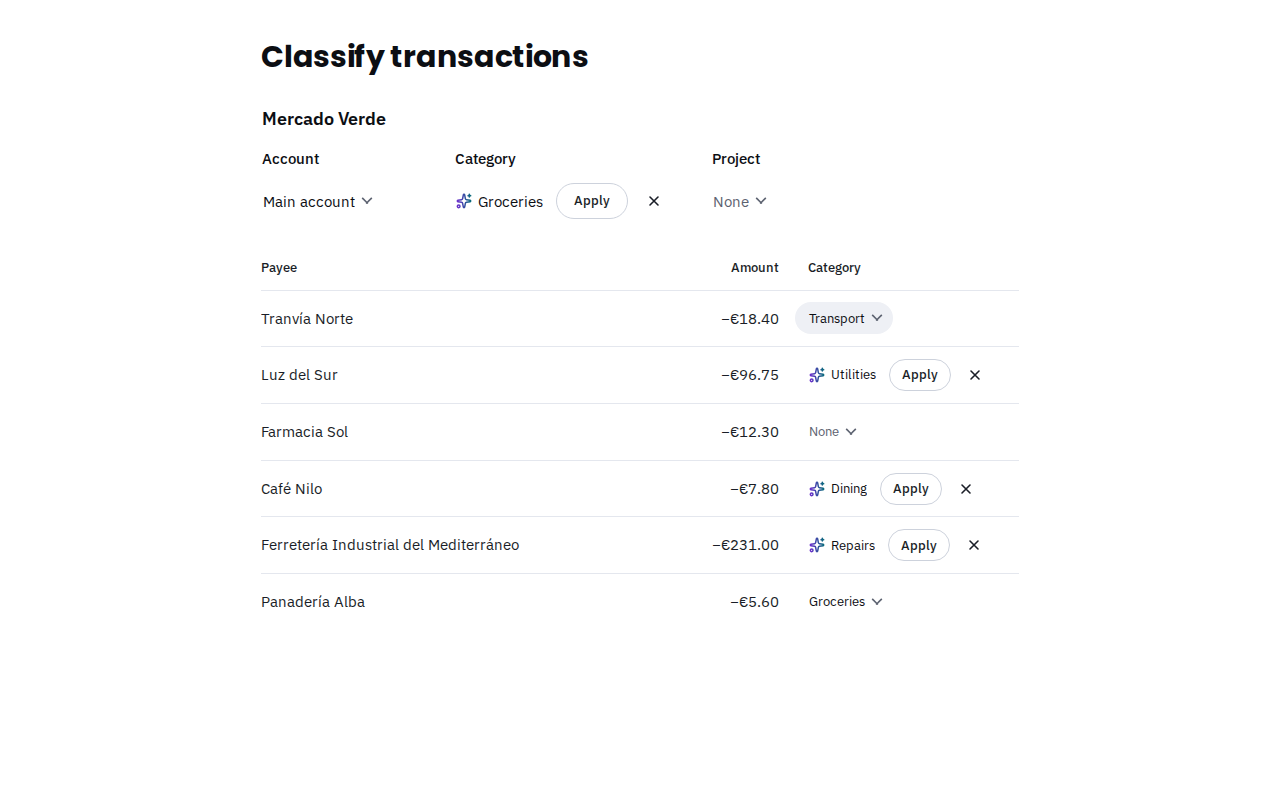 Classify transactions
Mercado Verde
Account Category Project
Main account Groceries Apply None
Payee Amount Category
Tranvía Norte −€18.40 Transport
Luz del Sur −€96.75 Utilities Apply
Farmacia Sol −€12.30 None
Café Nilo −€7.80 Dining Apply
Ferretería Industrial del Mediterráneo −€231.00 Repairs Apply
Panadería Alba −€5.60 Groceries